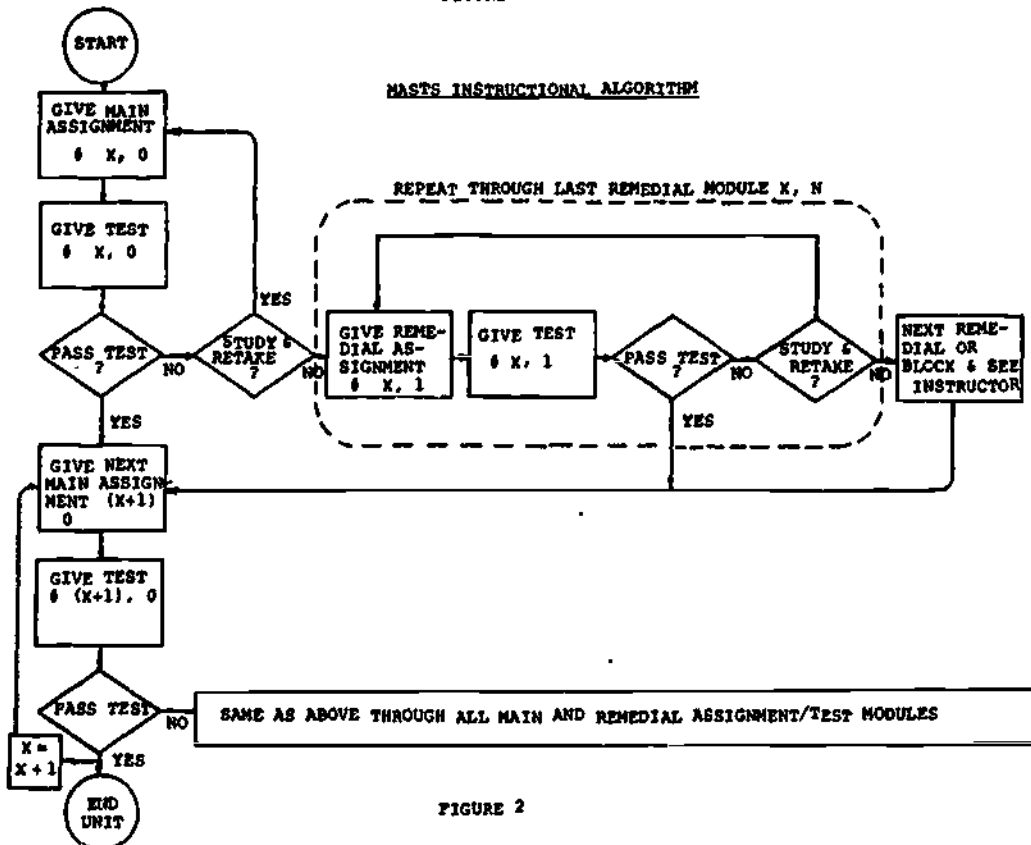 START
MASTS INSTRUCTIONAL ALGORITHM
GIVE MAIN
ASSIGNMENT
# X, 0
REPEAT THROUGH LAST REMEDIAL MODULE X, N
GIVE TEST
# X, 0
YES
PASS TEST
?
NO
STUDY &
RETAKE
?
NO
GIVE REME-
DIAL AS-
SIGNMENT
# X, 1
GIVE TEST
# X, 1
PASS TEST
?
NO
STUDY &
RETAKE
?
NO
NEXT REME-
DIAL OR
BLOCK & SEE
INSTRUCTOR
YES
YES
GIVE NEXT
MAIN ASSIGN-
MENT (X+1)
0
GIVE TEST
# (X+1), 0
PASS TEST
NO
SAME AS ABOVE THROUGH ALL MAIN AND REMEDIAL ASSIGNMENT/TEST MODULES
X =
X + 1
YES
END
UNIT
FIGURE 2